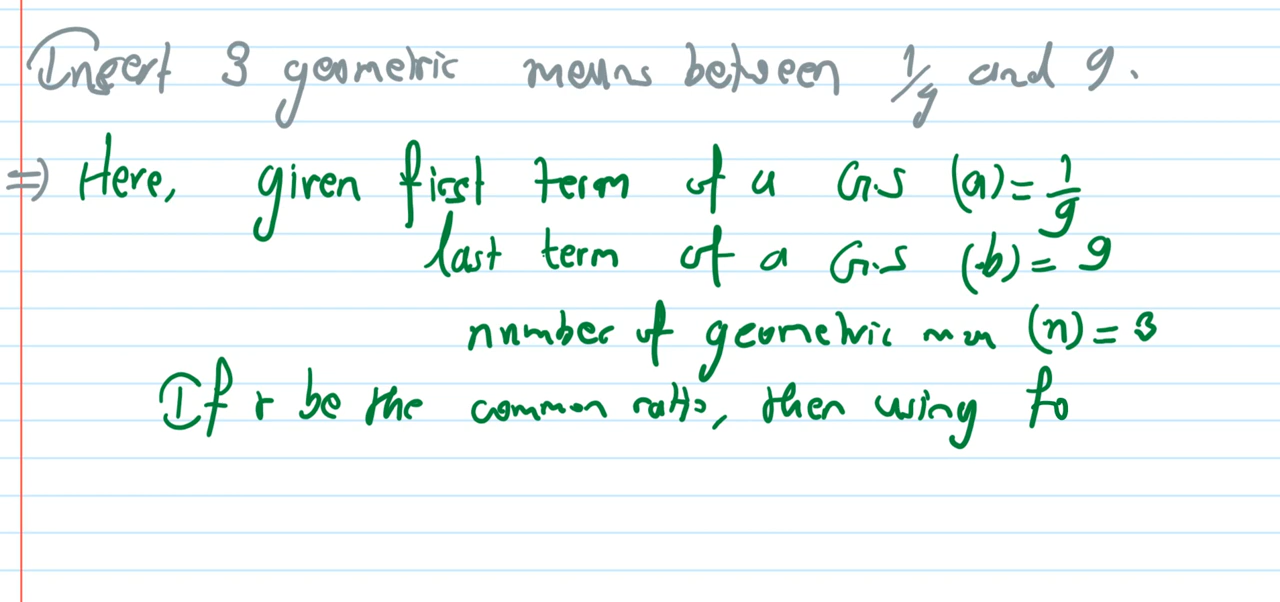 Insert 3 geometric means between 1/9 and 9.
⇒ Here, given first term of a G.S (a) = 1/9
last term of a G.S (b) = 9
number of geometric mean (n) = 3
If r be the common ratio, then using fo